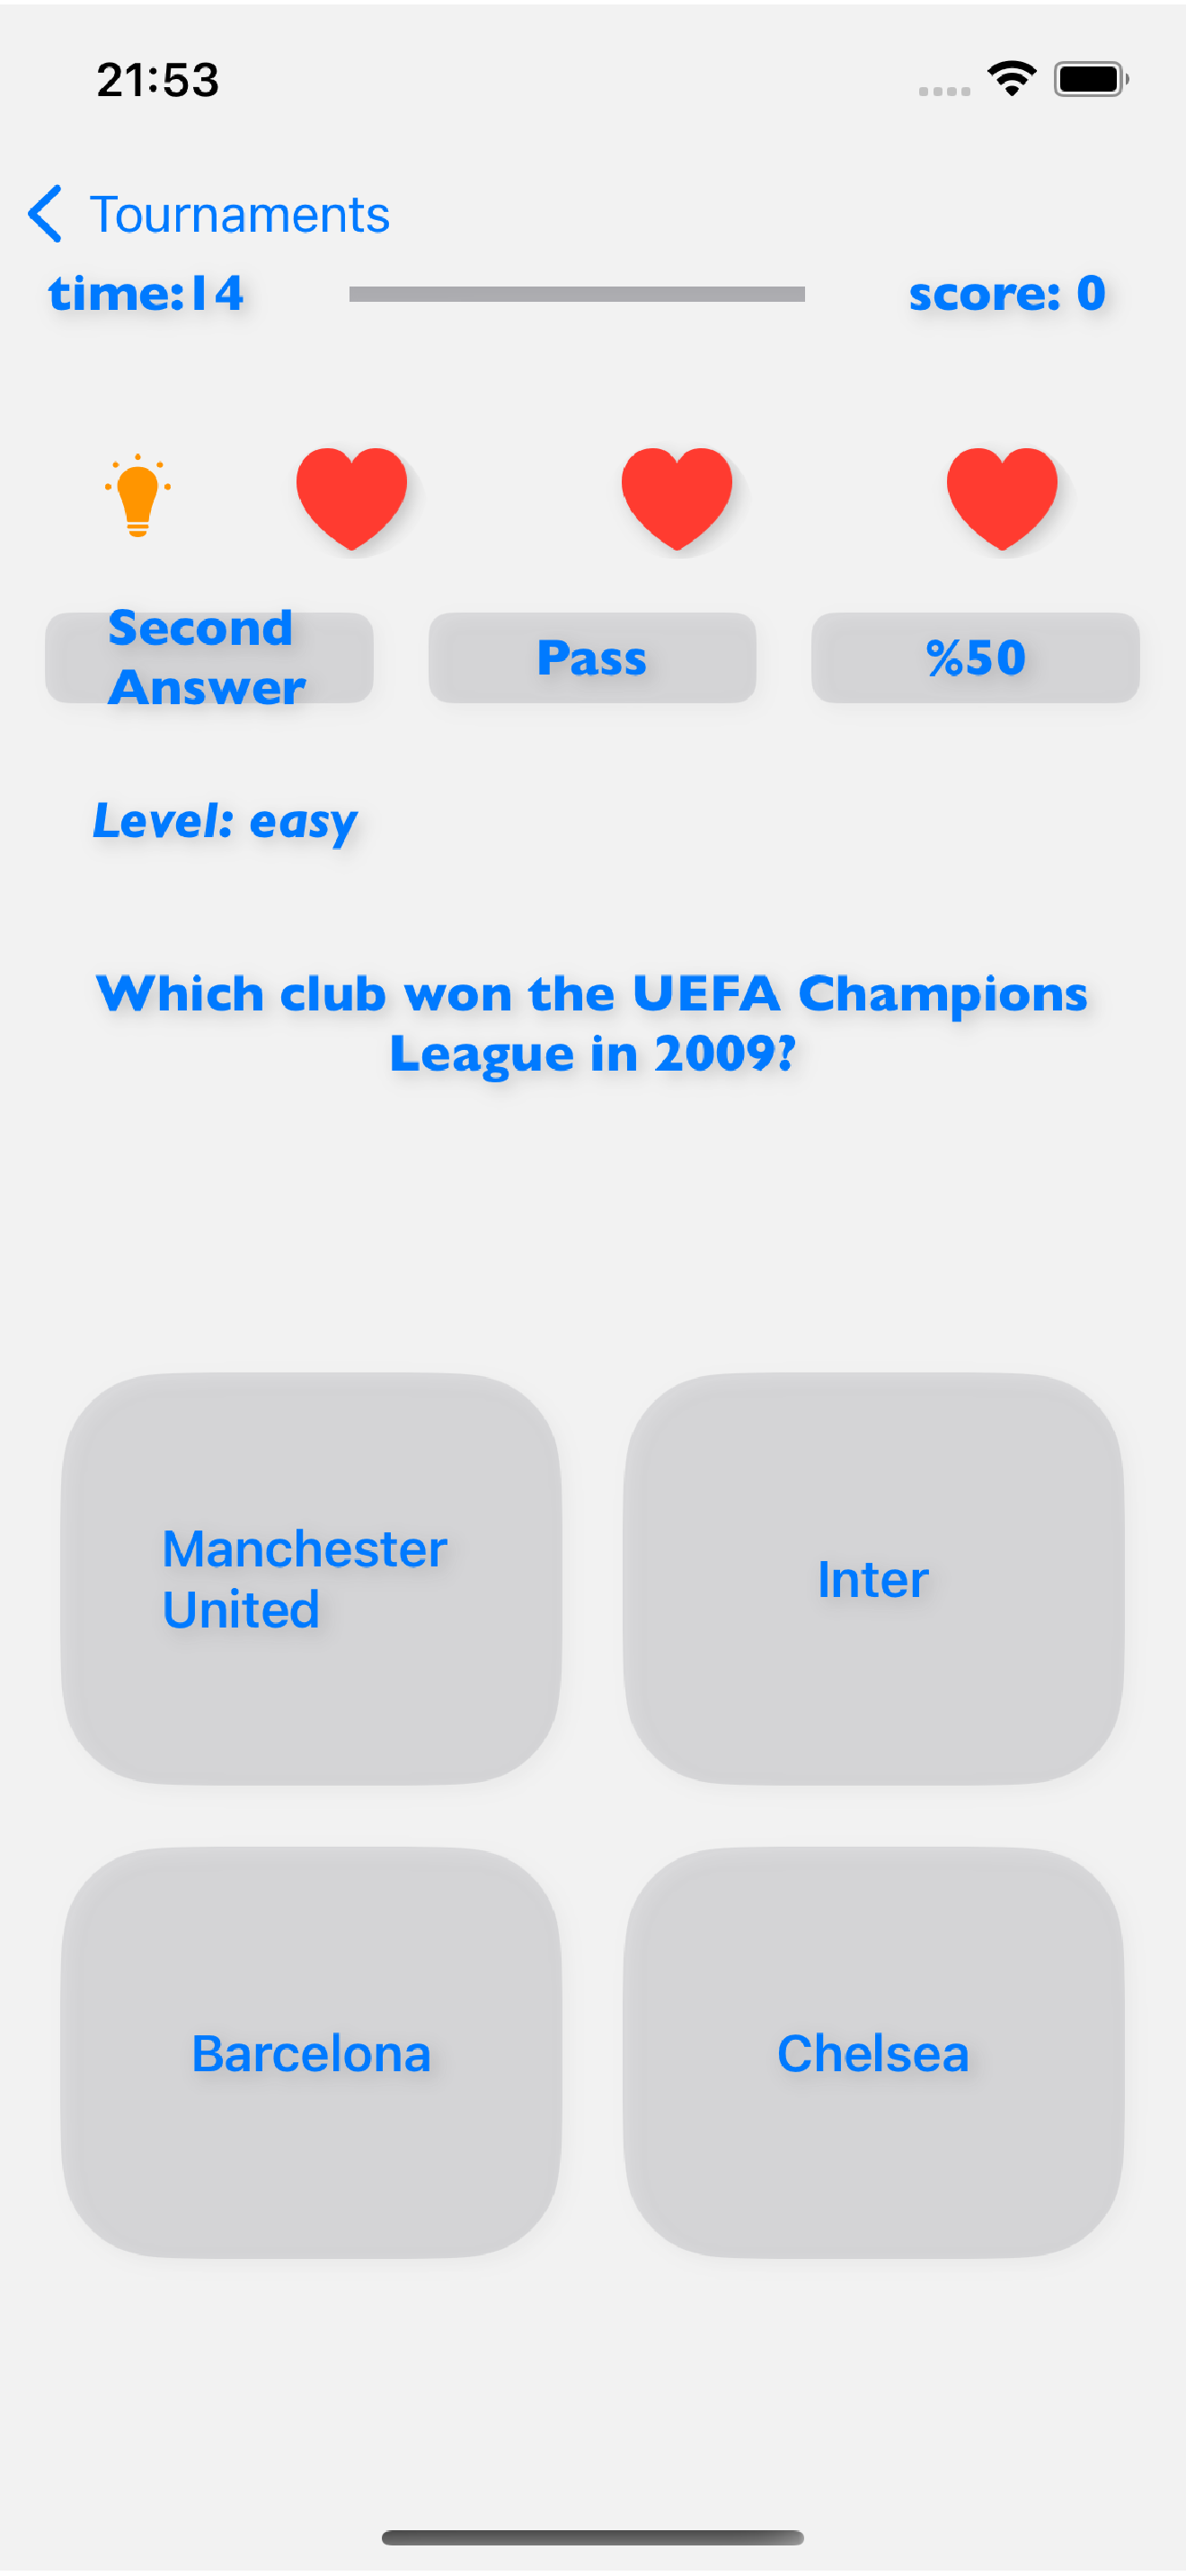 21:53
Tournaments
time:14
score: 0
Second
Answer
Pass
%50
Level: easy
Which club won the UEFA Champions
League in 2009?
Manchester
United
Inter
Barcelona
Chelsea